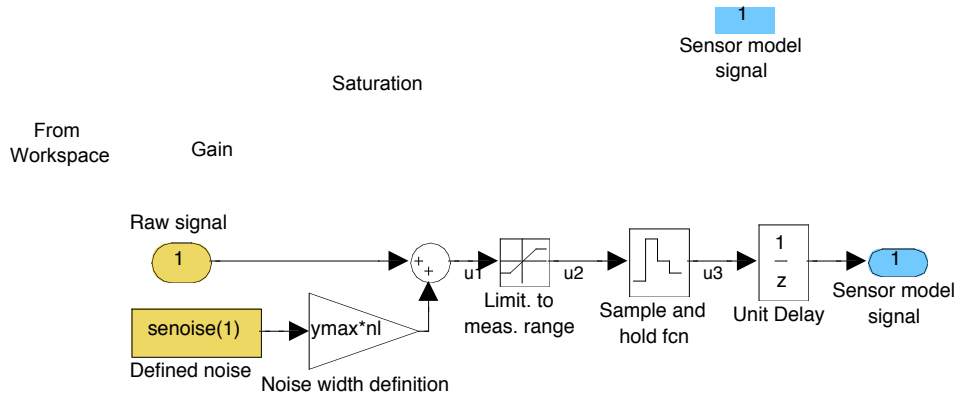 1
Sensor model
signal
Saturation
From
Workspace
Gain
Raw signal
1
+
+
u1
u2
u3
1
z
1
Limit. to
meas. range
Sample and
hold fcn
Unit Delay
Sensor model
signal
senoise(1)
ymax*nl
Defined noise
Noise width definition